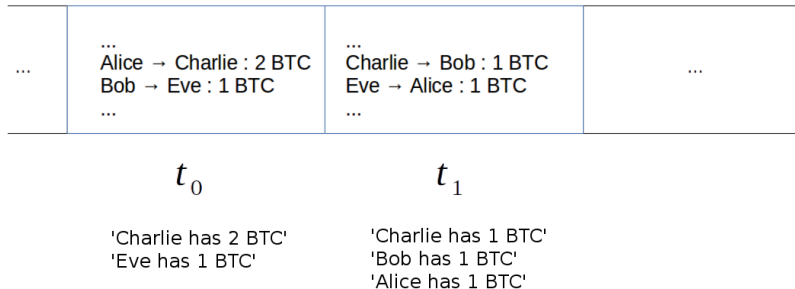 ...
...
Alice → Charlie : 2 BTC
Bob → Eve : 1 BTC
...
...
Charlie → Bob : 1 BTC
Eve → Alice : 1 BTC
...
...
t0
t1
'Charlie has 2 BTC'
'Eve has 1 BTC'
'Charlie has 1 BTC'
'Bob has 1 BTC'
'Alice has 1 BTC'